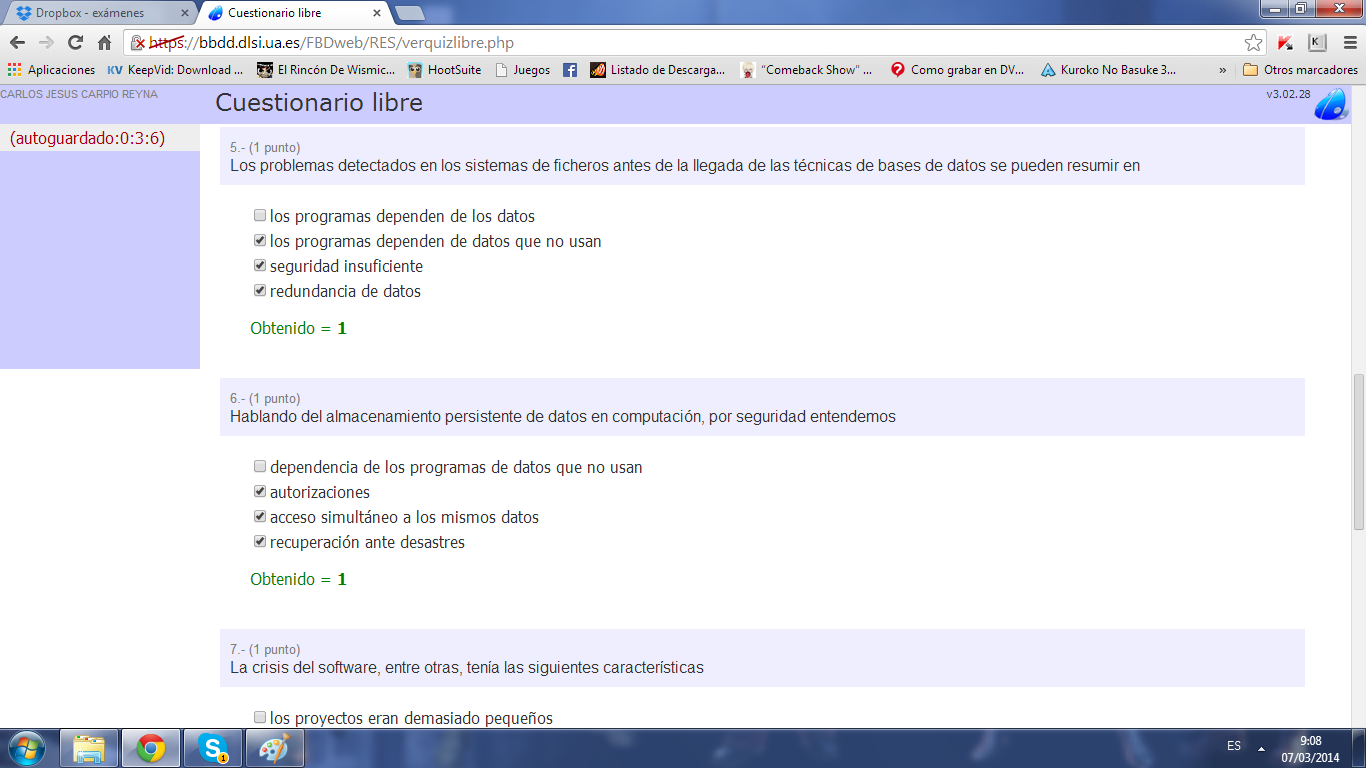 Dropbox - exámenes
Cuestionario libre
https://bbdd.dlsi.ua.es/FBDweb/RES/verquizlibre.php
Aplicaciones
KV KeepVid: Download ...
El Rincón De Wismic...
HootSuite
Juegos
Listado de Descarga...
“Comeback Show” ...
Como grabar en DV...
Kuroko No Basuke 3...
»
Otros marcadores
CARLOS JESUS CARPIO REYNA
Cuestionario libre
v3.02.28
(autoguardado:0:3:6)
5.- (1 punto)
Los problemas detectados en los sistemas de ficheros antes de la llegada de las técnicas de bases de datos se pueden resumir en
los programas dependen de los datos
los programas dependen de datos que no usan
seguridad insuficiente
redundancia de datos
Obtenido = 1
6.- (1 punto)
Hablando del almacenamiento persistente de datos en computación, por seguridad entendemos
dependencia de los programas de datos que no usan
autorizaciones
acceso simultáneo a los mismos datos
recuperación ante desastres
Obtenido = 1
7.- (1 punto)
La crisis del software, entre otras, tenía las siguientes características
los proyectos eran demasiado pequeños
ES
9:08
07/03/2014